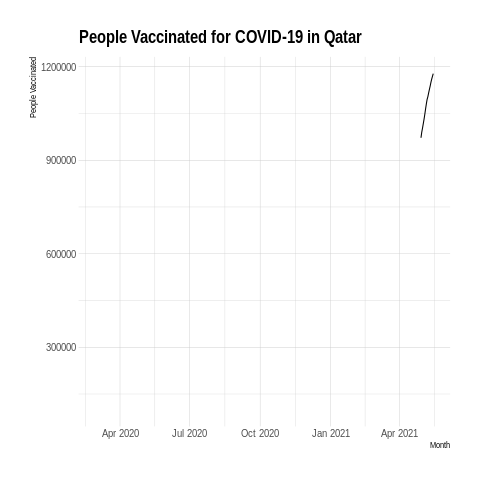 People Vaccinated for COVID-19 in Qatar
People Vaccinated
1200000
900000
600000
300000
Apr 2020 Jul 2020 Oct 2020 Jan 2021 Apr 2021
Month